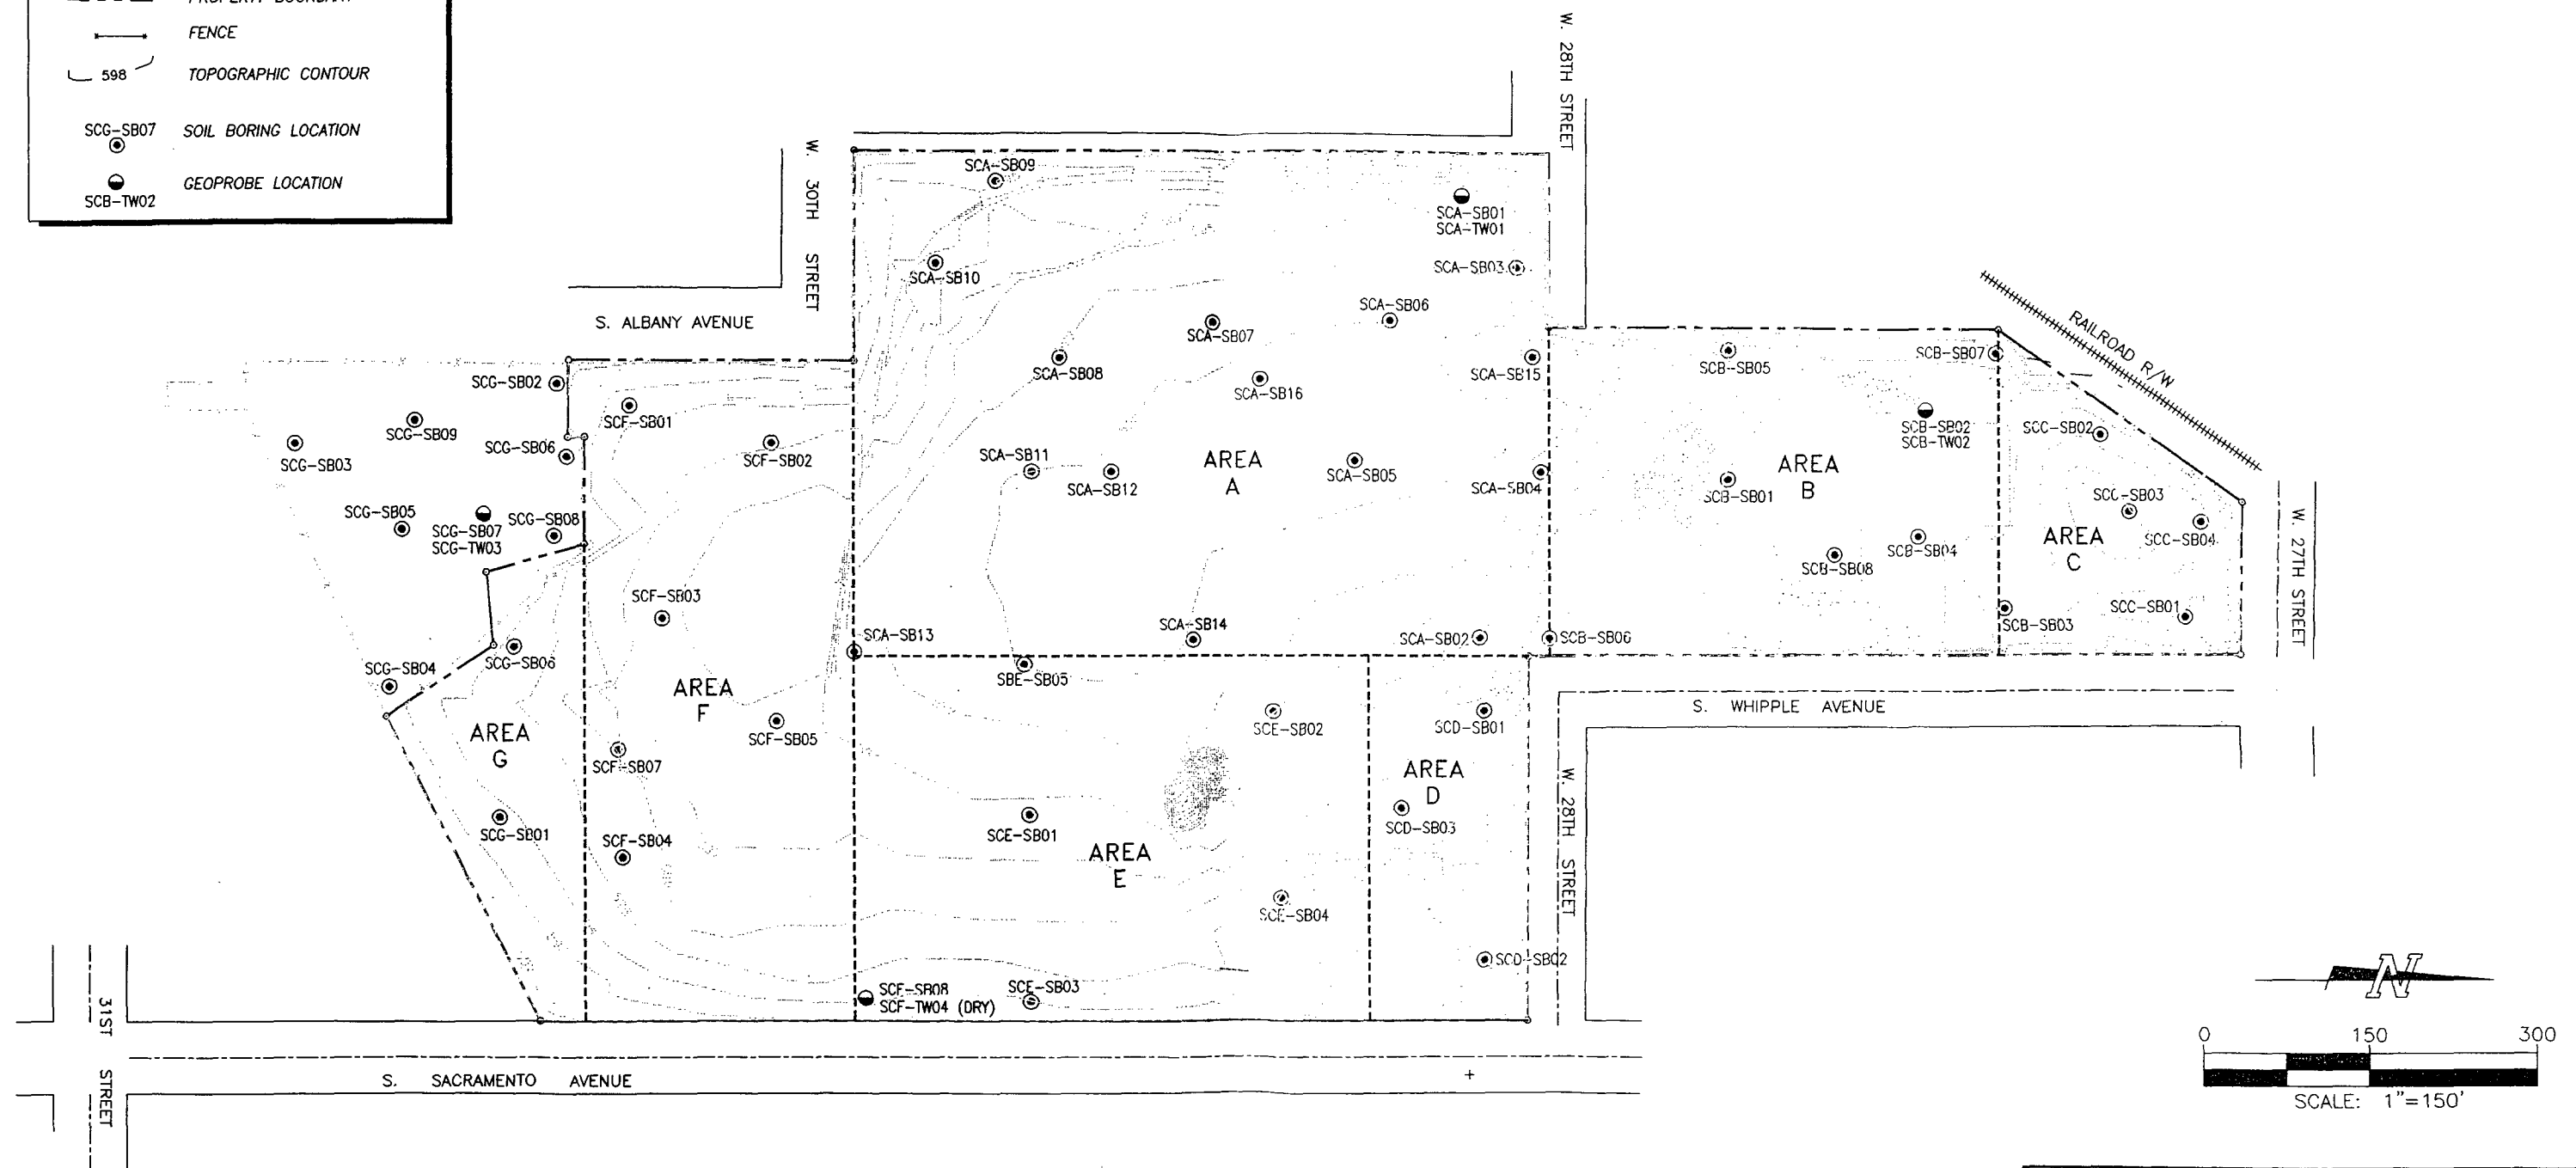 FENCE
598
TOPOGRAPHIC CONTOUR
SCG-SB07
SOIL BORING LOCATION
GEOPROBE LOCATION
SCB-TW02
W. 28TH STREET
W. 30TH STREET
S. ALBANY AVENUE
SCA-SB09
SCA-SB10
SCA-SB01
SCA-TW01
SCA-SB03
SCA-SB06
SCA-SB07
SCA-SB08
SCA-SB16
SCA-SB15
SCB-SB05
SCB-SB07
RAILROAD R/W
SCG-SB02
SCG-SB09
SCG-SB03
SCG-SB06
SCF-SB01
SCF-SB02
SCA-SB11
SCA-SB12
AREA
A
SCA-SB05
SCA-SB04
SCB-SB01
AREA
B
SCB-SB02
SCB-TW02
SCC-SB02
SCC-SB03
SCC-SB04
AREA
C
SCC-SB01
W. 27TH STREET
SCG-SB05
SCG-SB07
SCG-TW03
SCG-SB08
SCB-SB08
SCB-SB04
SCB-SB03
SCF-SB03
SCA-SB13
SCA-SB14
SCA-SB02
SCB-SB06
SCG-SB04
SCG-SB06
SBE-SB05
AREA
F
AREA
G
SCF-SB05
SCF-SB07
SCE-SB02
SCD-SB01
S. WHIPPLE AVENUE
AREA
D
SCD-SB03
SCG-SB01
SCF-SB04
SCE-SB01
AREA
E
SCE-SB04
W. 28TH STREET
SCD-SB02
SCF-SB08
SCF-TW04 (DRY)
SCE-SB03
31ST STREET
S. SACRAMENTO AVENUE
N
0 150 300
SCALE: 1"=150'